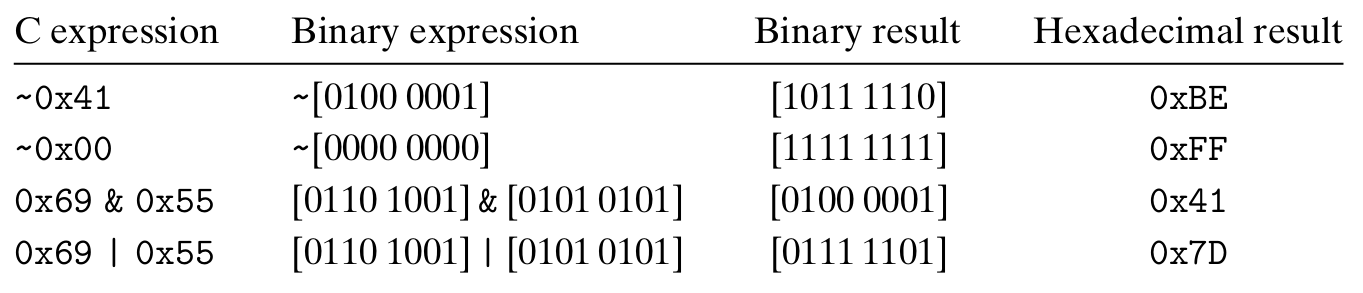 C expression Binary expression Binary result Hexadecimal result
~0x41 ~[0100 0001] [1011 1110] 0xBE
~0x00 ~[0000 0000] [1111 1111] 0xFF
0x69 & 0x55 [0110 1001] & [0101 0101] [0100 0001] 0x41
0x69 | 0x55 [0110 1001] | [0101 0101] [0111 1101] 0x7D